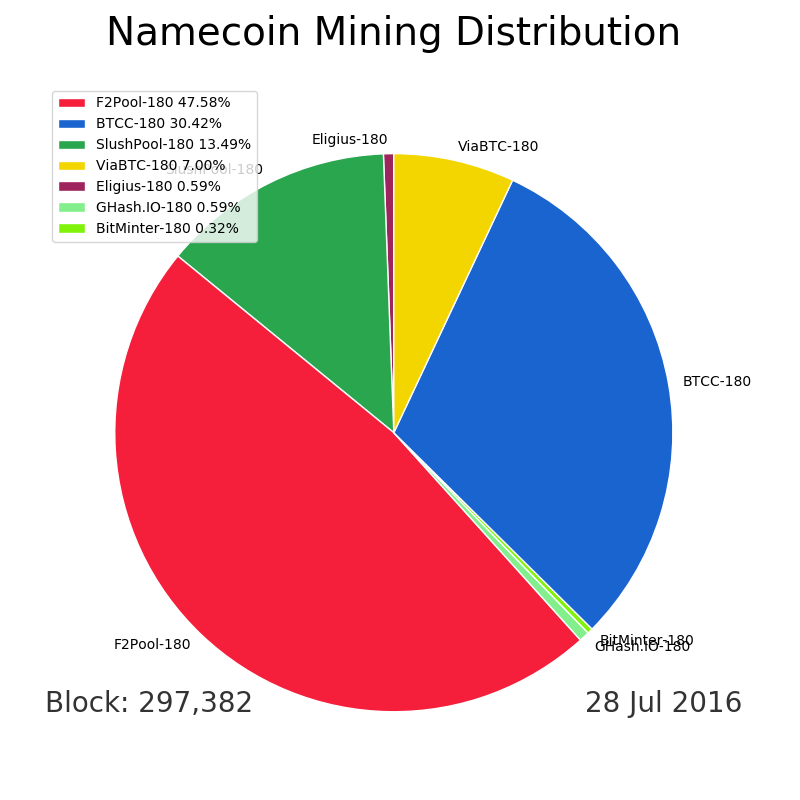 Namecoin Mining Distribution
F2Pool-180 47.58%
BTCC-180 30.42%
SlushPool-180 13.49%
ViaBTC-180 7.00%
Eligius-180 0.59%
GHash.IO-180 0.59%
BitMinter-180 0.32%
Eligius-180
ViaBTC-180
SlushPool-180
BTCC-180
F2Pool-180
BitMinter-180
GHash.IO-180
Block: 297,382
28 Jul 2016